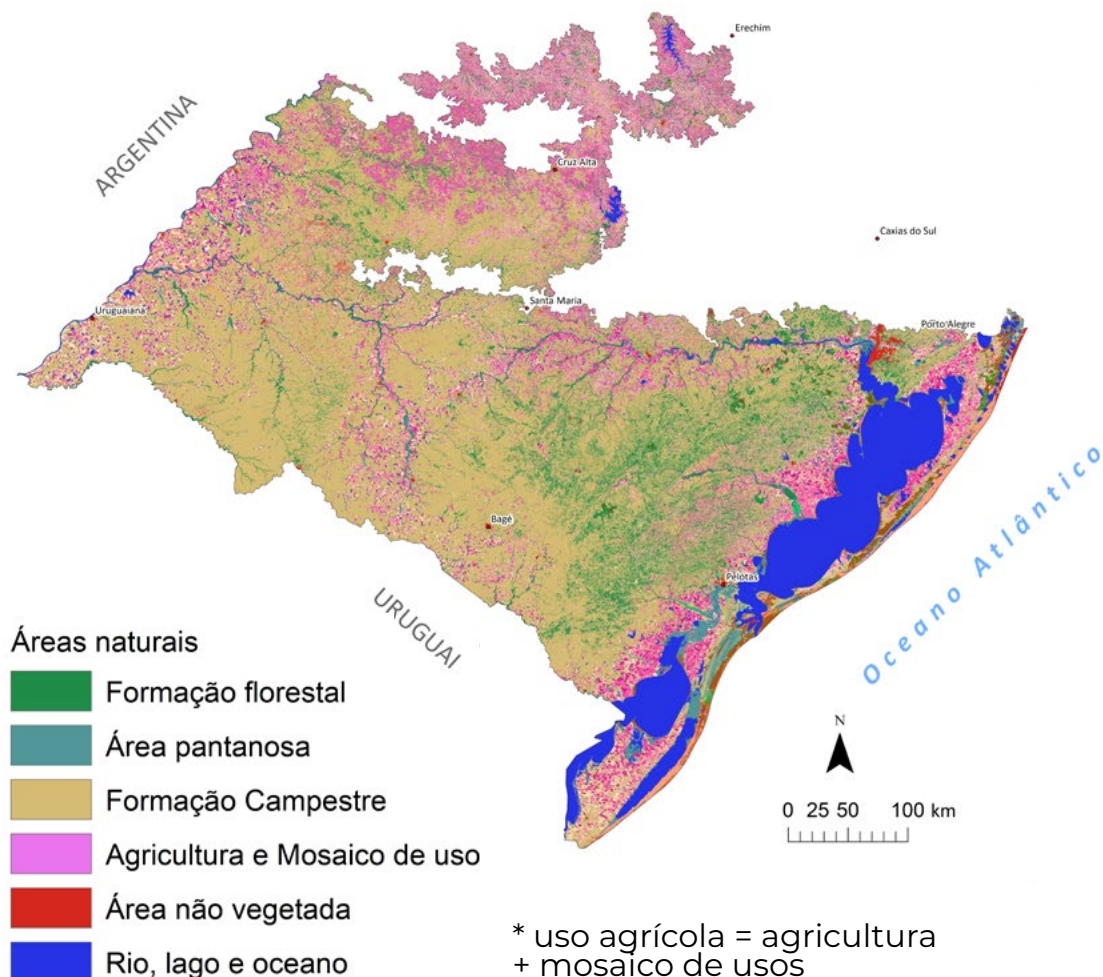 Erechim
ARGENTINA
Cruz Alta
Caxias do Sul
Santa Maria
Uruguaiana
Porto Alegre
Bagé
Pelotas
Oceano Atlântico
URUGUAI
Áreas naturais
Formação florestal
Área pantanosa
Formação Campestre
Agricultura e Mosaico de uso
Área não vegetada
Rio, lago e oceano
N
0 25 50 100 km
* uso agrícola = agricultura
+ mosaico de usos